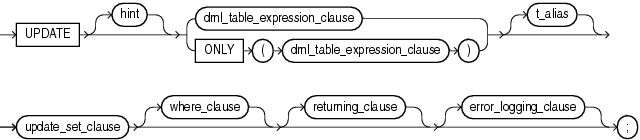 UPDATE hint dml_table_expression_clause t_alias
ONLY ( dml_table_expression_clause )
update_set_clause where_clause returning_clause error_logging_clause ;